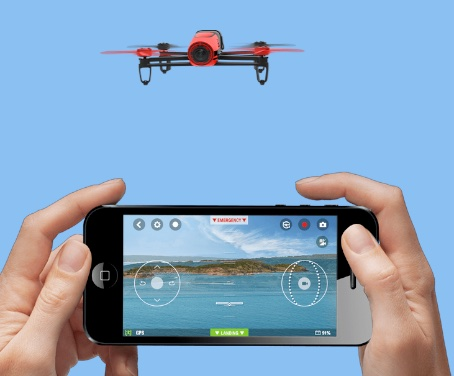 ▼ EMERGENCY ▼
GPS
▼ LANDING ▼
91%